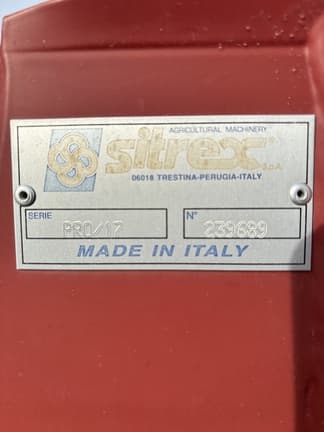 AGRICULTURAL MACHINERY
sitrex® S.p.A.
06018 TRESTINA-PERUGIA-ITALY
SERIE PRO/17 N° 239689
MADE IN ITALY